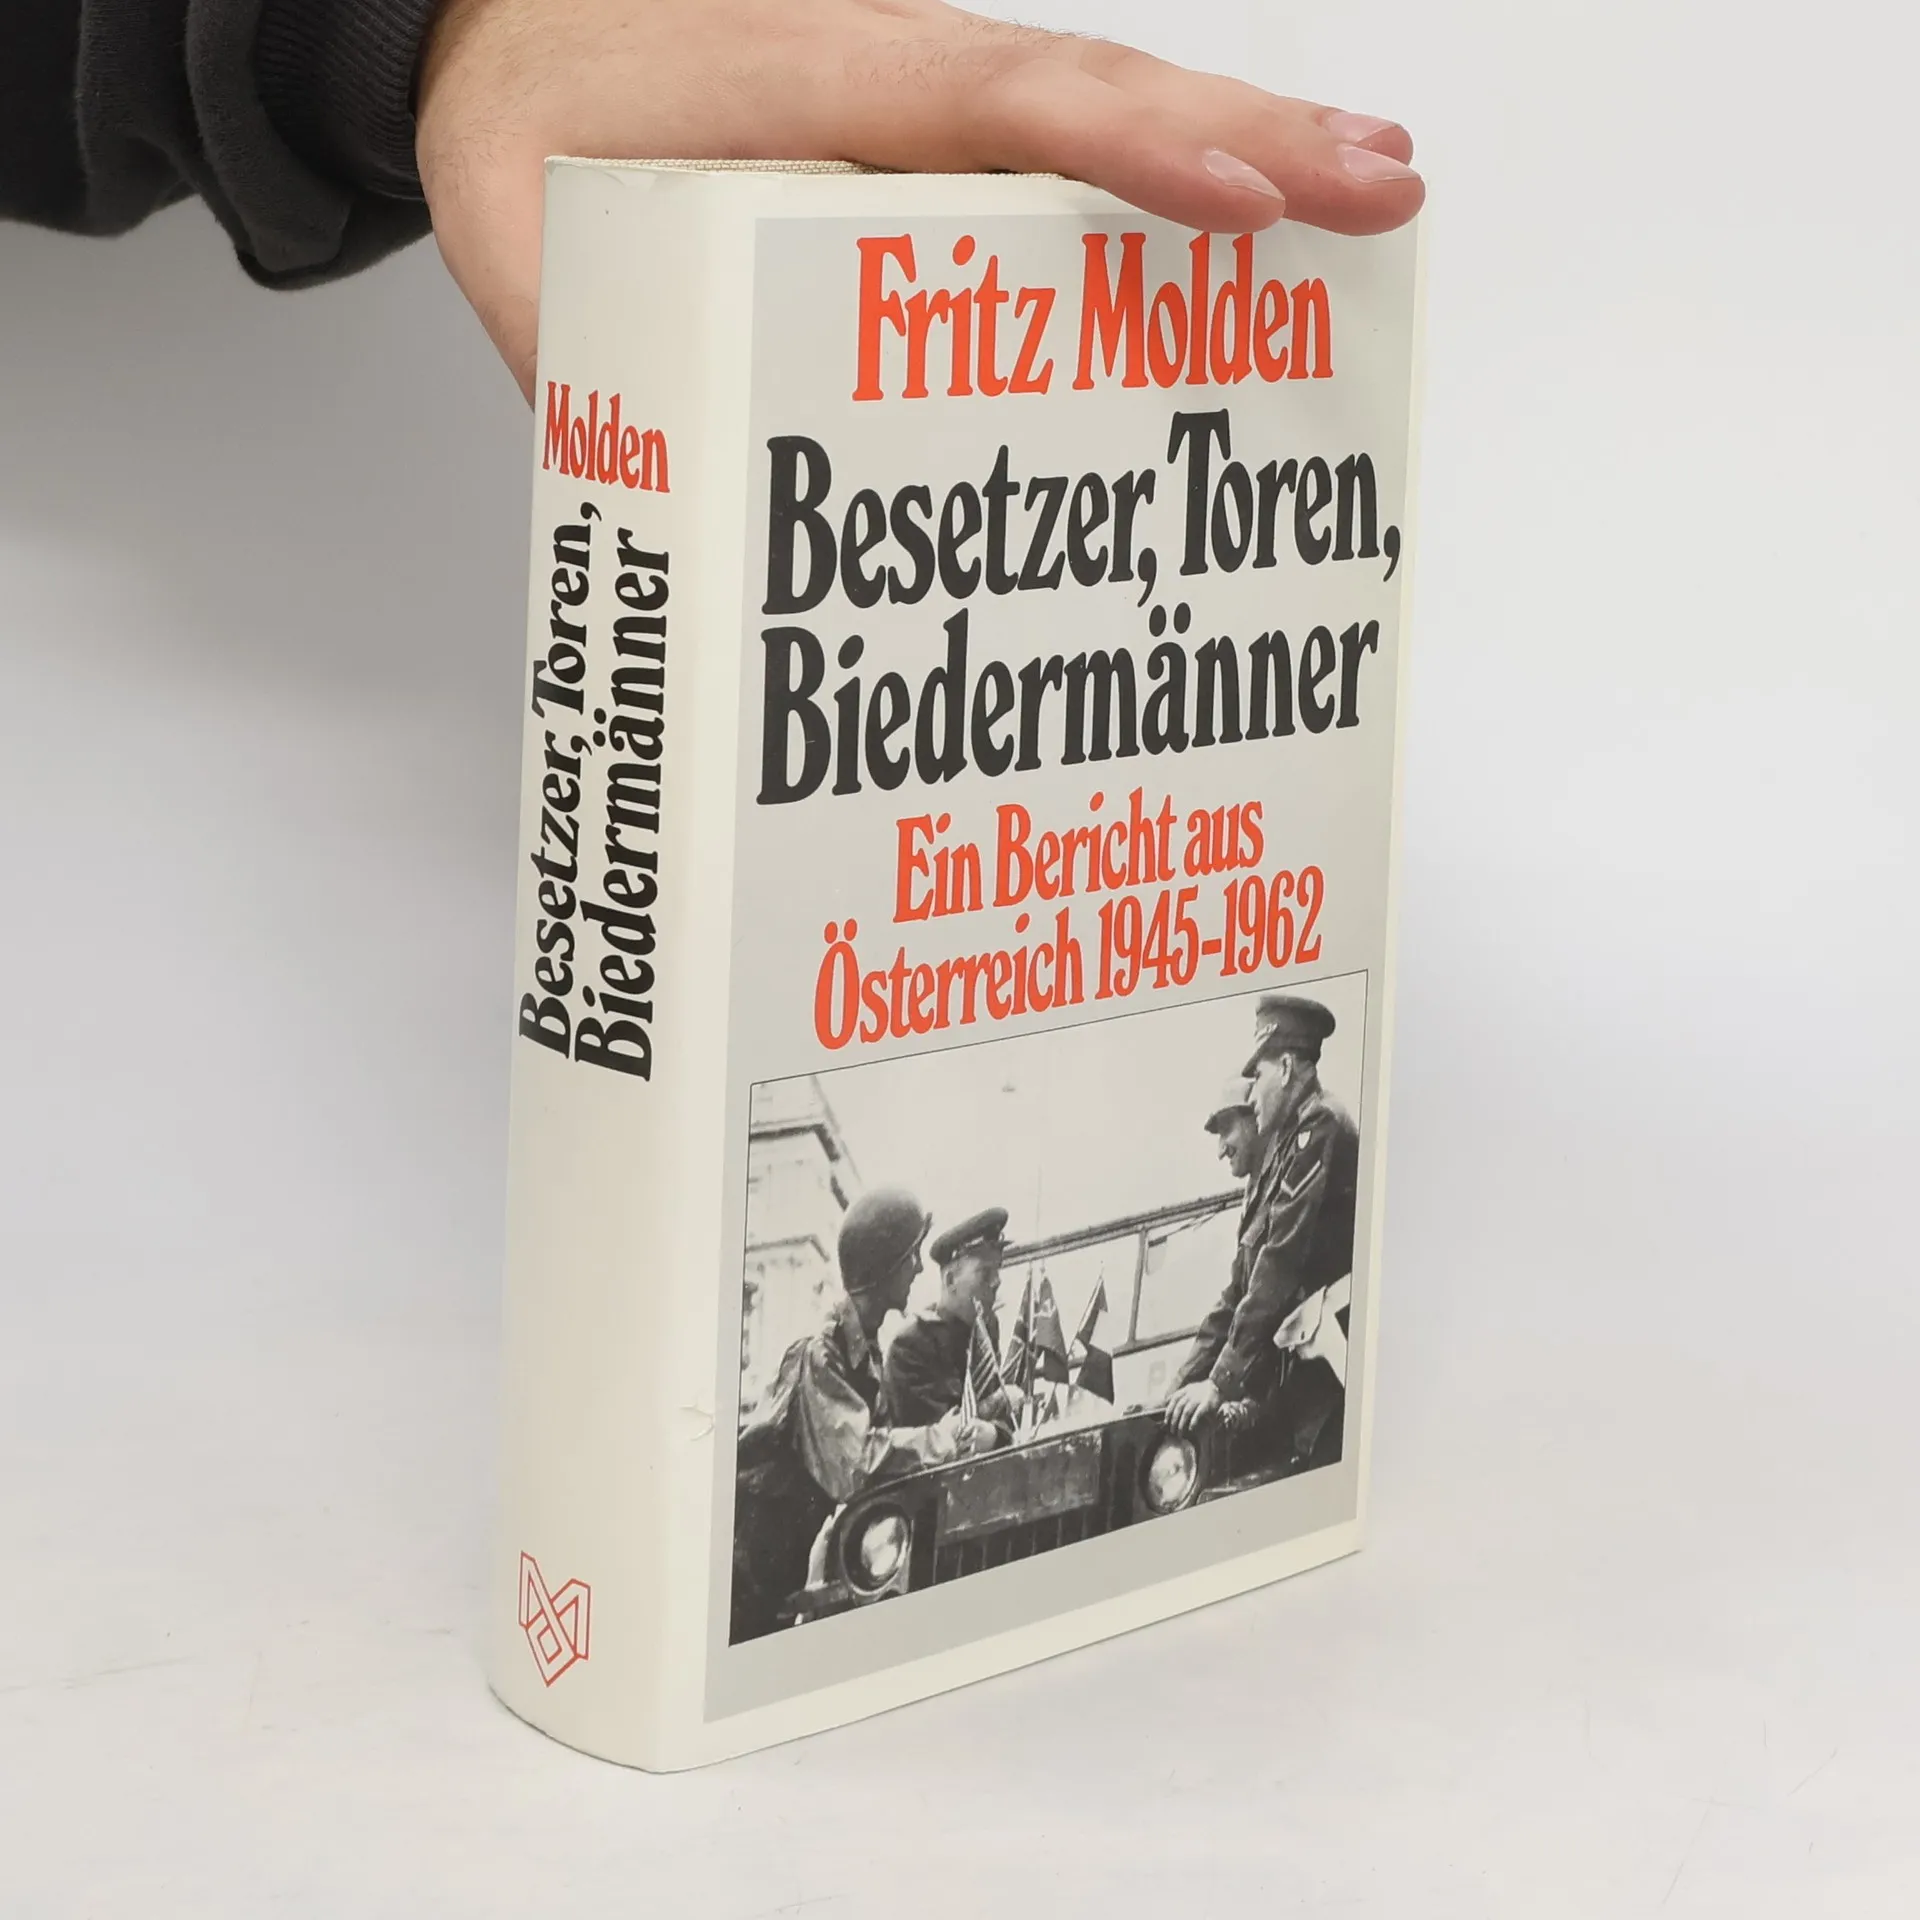 Fritz Molden
Besetzer, Toren,
Biedermänner
Ein Bericht aus
Österreich 1945-1962
Molden
Besetzer, Toren,
Biedermänner